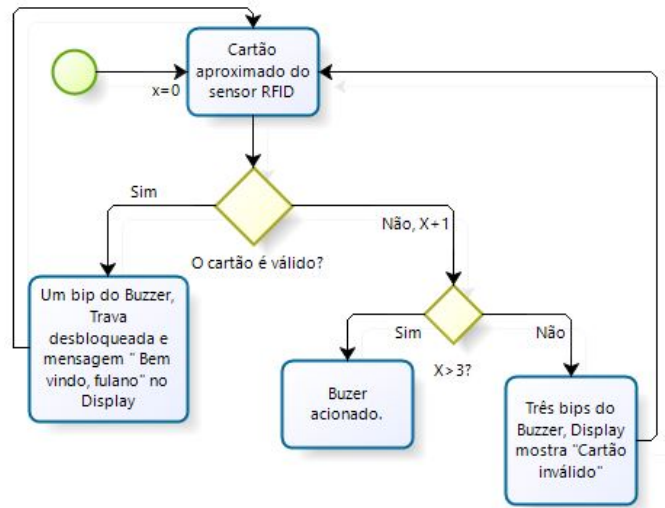 Cartão
aproximado do
sensor RFID
x=0
Sim
Não, X+1
O cartão é válido?
Um bip do Buzzer,
Trava
desbloqueada e
mensagem " Bem
vindo, fulano" no
Display
Sim
Não
X>3?
Buzer
acionado.
Três bips do
Buzzer, Display
mostra "Cartão
inválido"